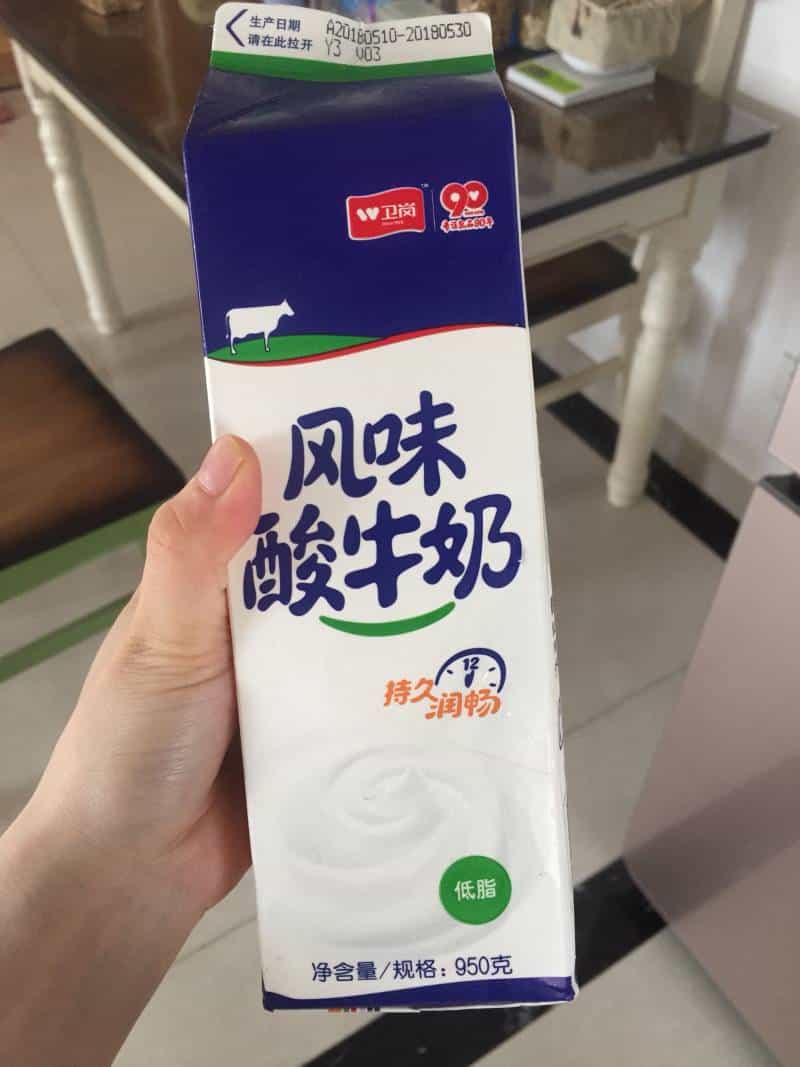 生产日期
请在此拉开
A20180510-20180530
Y3 V03
卫岗
90
风味
酸牛奶
12
持久
润畅
低脂
净含量/规格:950克